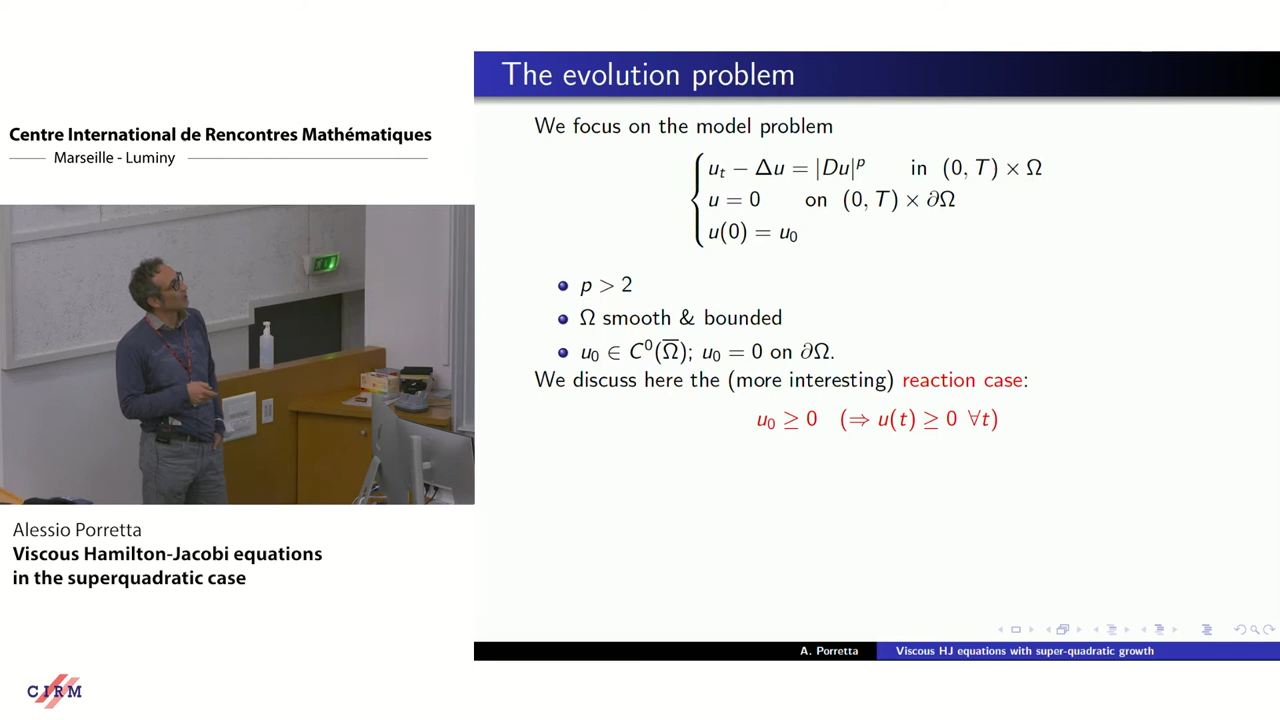 The evolution problem
Centre International de Rencontres Mathématiques
Marseille - Luminy
We focus on the model problem
u_t − Δu = |Du|^p in (0, T) × Ω
u = 0 on (0, T) × ∂Ω
u(0) = u_0
p > 2
Ω smooth & bounded
u_0 ∈ C^0(Ω̅); u_0 = 0 on ∂Ω.
We discuss here the (more interesting) reaction case:
u_0 ≥ 0 (⇒ u(t) ≥ 0 ∀t)
Alessio Porretta
Viscous Hamilton-Jacobi equations
in the superquadratic case
A. Porretta
Viscous HJ equations with super-quadratic growth
CIRM